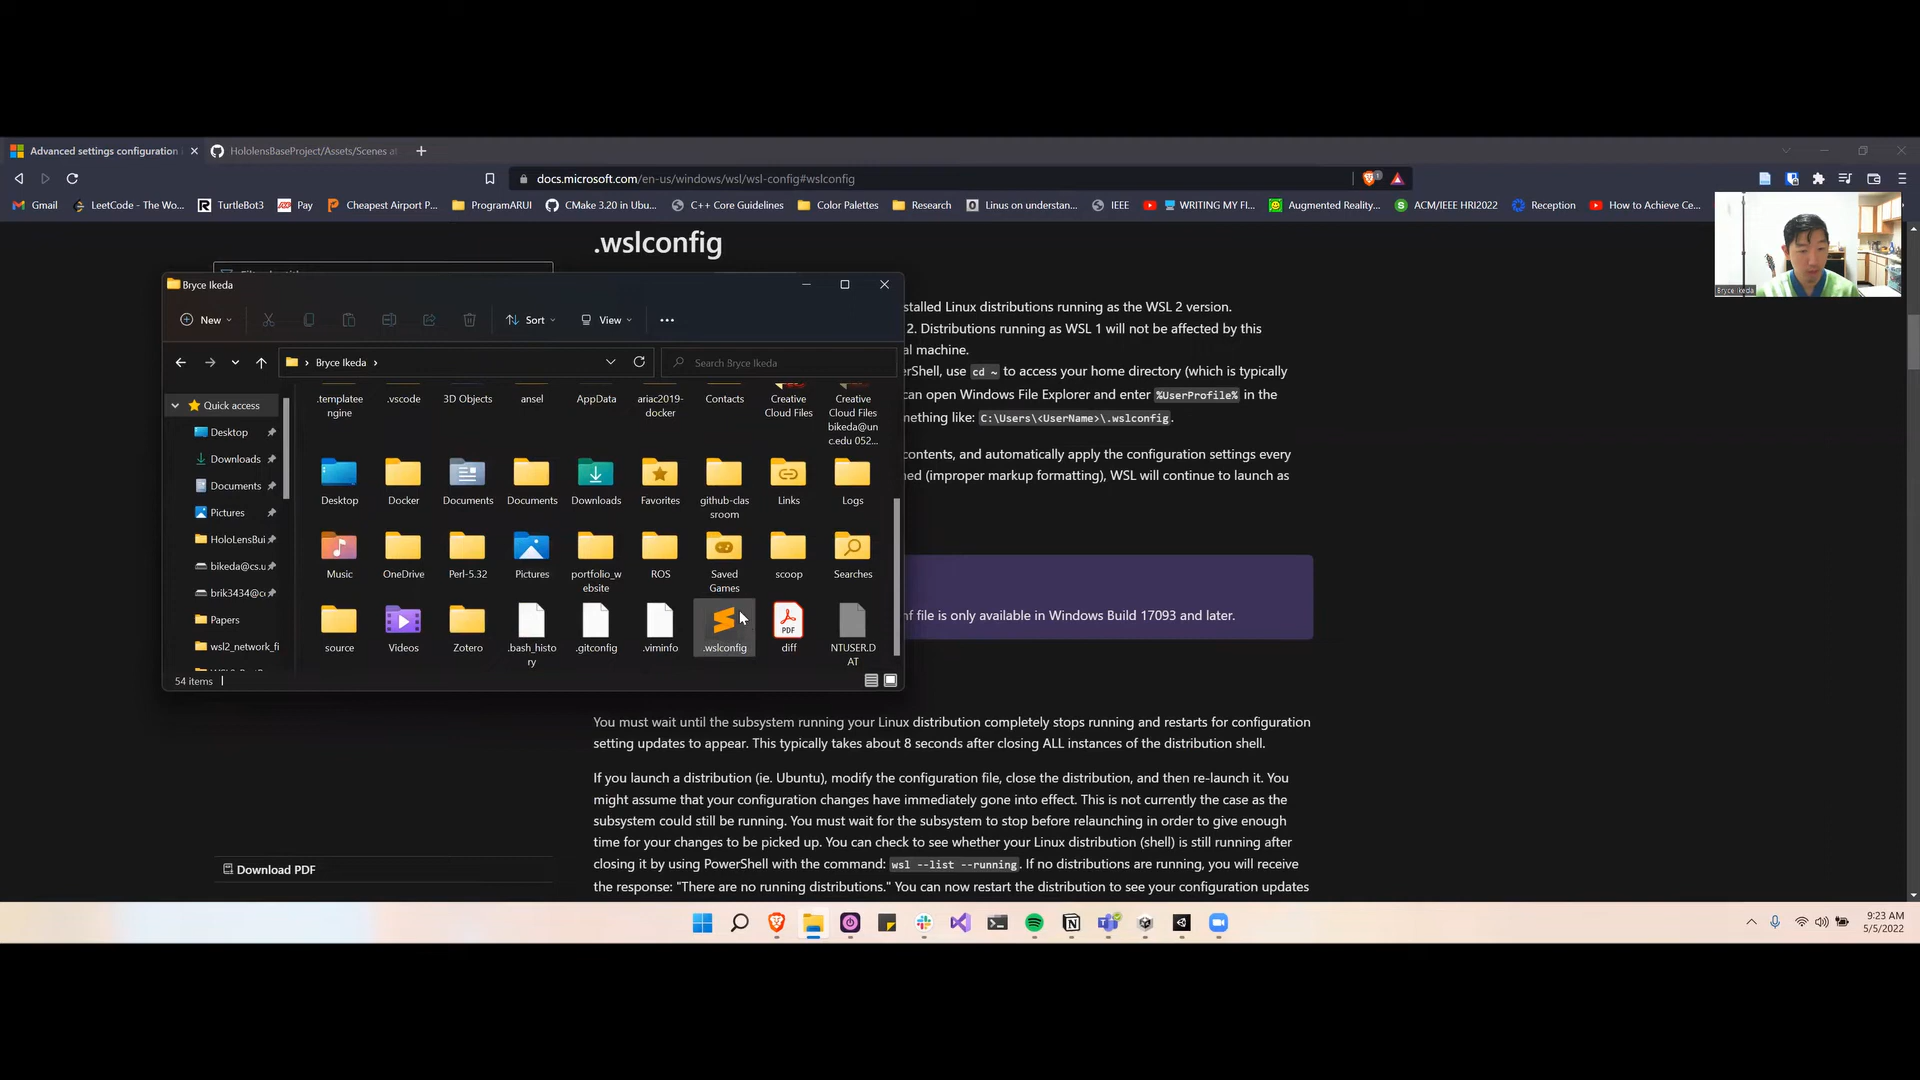 Advanced settings configuration
HololensBaseProject/Assets/Scenes a
docs.microsoft.com/en-us/windows/wsl/wsl-config#wslconfig
Gmail
LeetCode - The Wo...
TurtleBot3
Pay
Cheapest Airport P...
ProgramARUI
CMake 3.20 in Ubu...
C++ Core Guidelines
Color Palettes
Research
Linus on understan...
IEEE
WRITING MY FI...
Augmented Reality...
ACM/IEEE HRI2022
Reception
How to Achieve Ce...
.wslconfig
Bryce Ikeda
Bryce Ikeda
New
Sort
View
Bryce Ikeda
Search Bryce Ikeda
Quick access
Desktop
Downloads
Documents
Pictures
HoloLensBui
bikeda@cs.u
brik3434@c
Papers
wsl2_network_fi
.templatee
ngine
.vscode
3D Objects
ansel
AppData
ariac2019-
docker
Contacts
Creative
Cloud Files
Creative
Cloud Files
bikeda@un
c.edu 052...
Desktop
Docker
Documents
Documents
Downloads
Favorites
github-clas
sroom
Links
Logs
Music
OneDrive
Perl-5.32
Pictures
portfolio_w
ebsite
ROS
Saved
Games
scoop
Searches
source
Videos
Zotero
.bash_histo
ry
.gitconfig
.viminfo
.wslconfig
PDF
diff
NTUSER.D
AT
54 items
stalled Linux distributions running as the WSL 2 version.
2. Distributions running as WSL 1 will not be affected by this
al machine.
erShell, use cd ~ to access your home directory (which is typically
can open Windows File Explorer and enter %UserProfile% in the
mething like: C:\Users\<UserName>\.wslconfig.
contents, and automatically apply the configuration settings every
ned (improper markup formatting), WSL will continue to launch as
nf file is only available in Windows Build 17093 and later.
You must wait until the subsystem running your Linux distribution completely stops running and restarts for configuration
setting updates to appear. This typically takes about 8 seconds after closing ALL instances of the distribution shell.
If you launch a distribution (ie. Ubuntu), modify the configuration file, close the distribution, and then re-launch it. You
might assume that your configuration changes have immediately gone into effect. This is not currently the case as the
subsystem could still be running. You must wait for the subsystem to stop before relaunching in order to give enough
time for your changes to be picked up. You can check to see whether your Linux distribution (shell) is still running after
closing it by using PowerShell with the command: wsl --list --running. If no distributions are running, you will receive
the response: "There are no running distributions." You can now restart the distribution to see your configuration updates
Download PDF
9:23 AM
5/5/2022